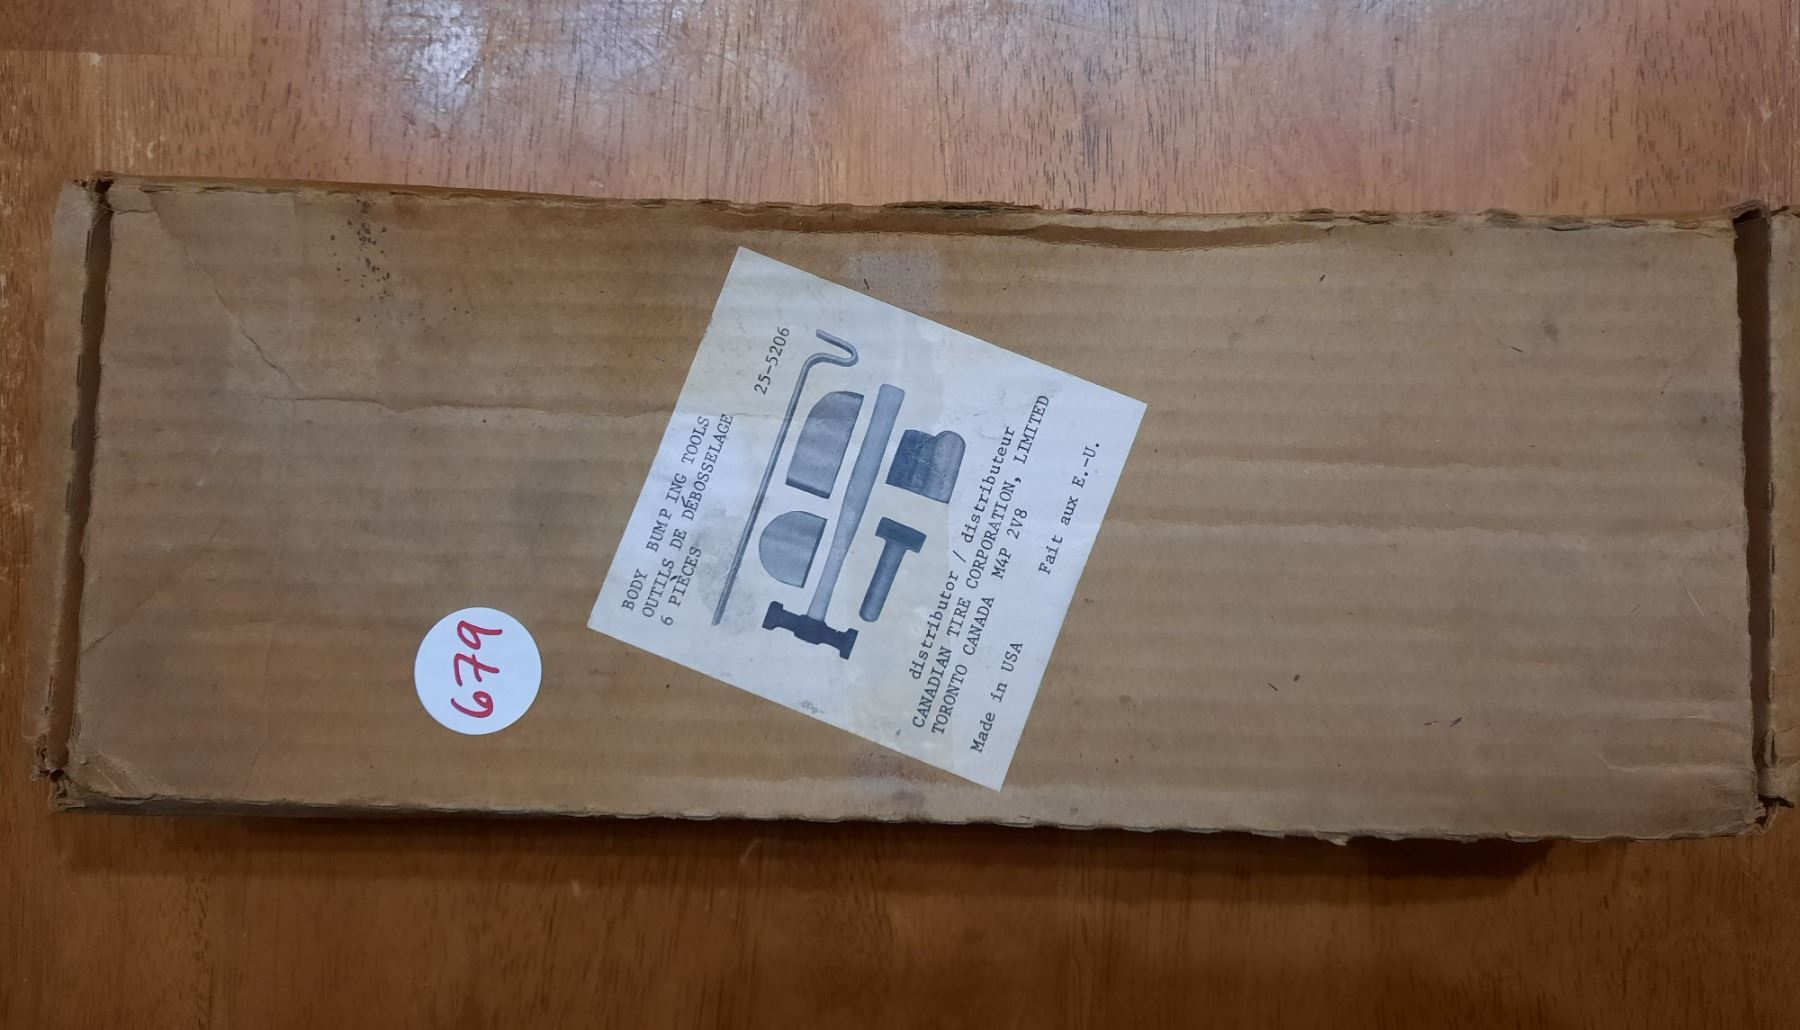 25-5206
BODY BUMPING TOOLS
OUTILS DE DÉBOSSELAGE
6 PIÈCES
distributor / distributeur
CANADIAN TIRE CORPORATION, LIMITED
TORONTO CANADA M4P 2V8
Made in USA Fait aux E.-U.
679